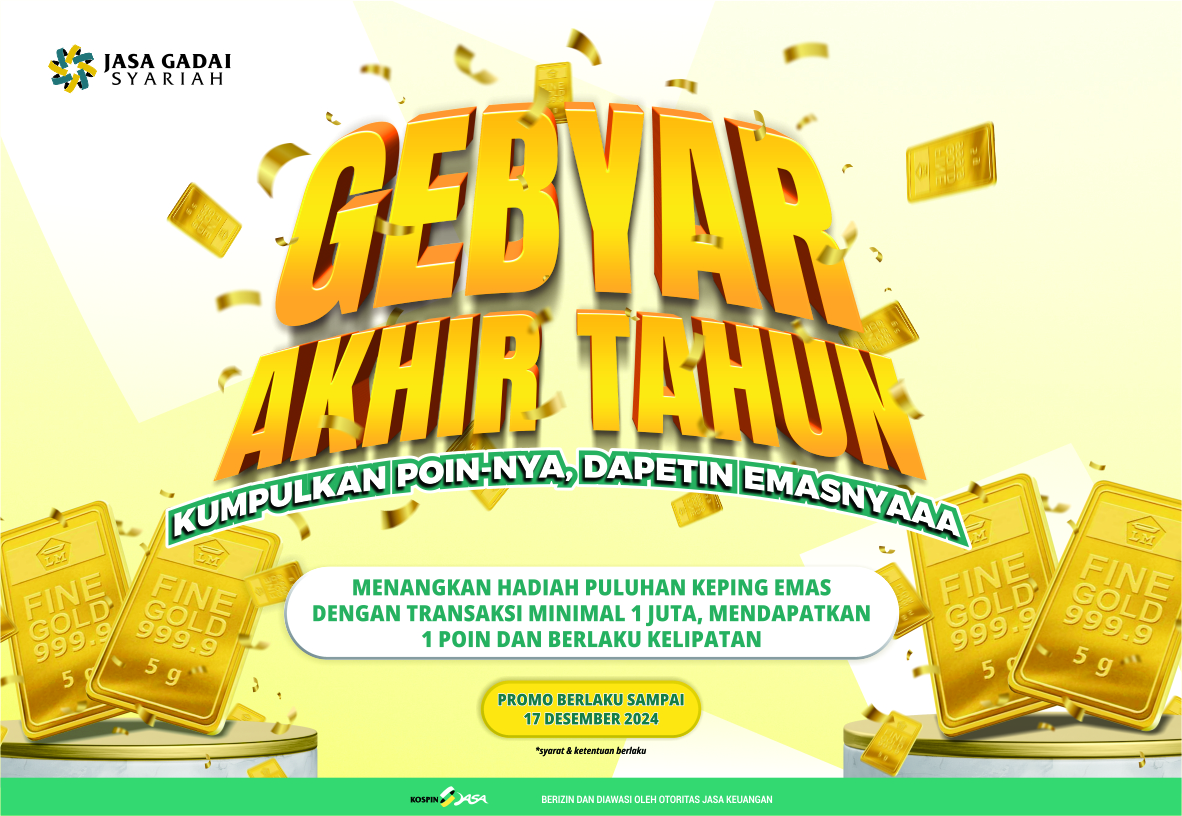 JASA GADAI
SYARIAH
GEBYAR
AKHIR TAHUN
KUMPULKAN POIN-NYA, DAPETIN EMASNYAAA
FINE
GOLD
999.9
5 g
LM
FINE
GOLD
999.9
5 g
FINE
GOLD
999.9
5 g
LM
FINE
GOLD
999.9
5 g
MENANGKAN HADIAH PULUHAN KEPING EMAS
DENGAN TRANSAKSI MINIMAL 1 JUTA, MENDAPATKAN
1 POIN DAN BERLAKU KELIPATAN
PROMO BERLAKU SAMPAI
17 DESEMBER 2024
*syarat & ketentuan berlaku
KOSPIN JASA
BERIZIN DAN DIAWASI OLEH OTORITAS JASA KEUANGAN